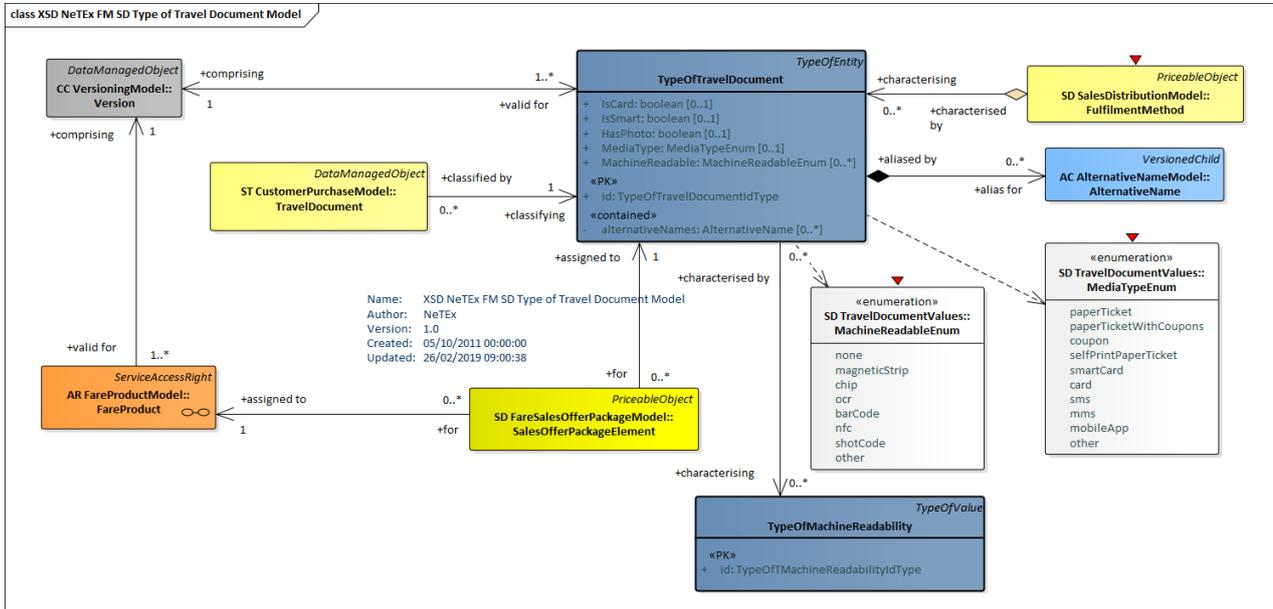 class XSD NeTEx FM SD Type of Travel Document Model
DataManagedObject
CC VersioningModel::
Version
+comprising
1
1..*
+valid for
TypeOfEntity
TypeOfTravelDocument
+ IsCard: boolean [0..1]
+ IsSmart: boolean [0..1]
+ HasPhoto: boolean [0..1]
+ MediaType: MediaTypeEnum [0..1]
+ MachineReadable: MachineReadableEnum [0..*]
«PK»
+ id: TypeOfTravelDocumentIdType
«contained»
- alternativeNames: AlternativeName [0..*]
+characterising
0..*
+characterised
by
PriceableObject
SD SalesDistributionModel::
FulfilmentMethod
+comprising
1
DataManagedObject
ST CustomerPurchaseModel::
TravelDocument
+classified by
0..*
1
+classifying
+aliased by
0..*
+alias for
VersionedChild
AC AlternativeNameModel::
AlternativeName
+assigned to
1
+characterised by
0..*
«enumeration»
SD TravelDocumentValues::
MediaTypeEnum
paperTicket
paperTicketWithCoupons
coupon
selfPrintPaperTicket
smartCard
card
sms
mms
mobileApp
other
«enumeration»
SD TravelDocumentValues::
MachineReadableEnum
none
magneticStrip
chip
ocr
barCode
nfc
shotCode
other
Name: XSD NeTEx FM SD Type of Travel Document Model
Author: NeTEx
Version: 1.0
Created: 05/10/2011 00:00:00
Updated: 26/02/2019 09:00:38
+valid for
1..*
ServiceAccessRight
AR FareProductModel::
FareProduct
+assigned to
1
0..*
+for
+for
0..*
PriceableObject
SD FareSalesOfferPackageModel::
SalesOfferPackageElement
+characterising
0..*
TypeOfValue
TypeOfMachineReadability
«PK»
+ id: TypeOfTMachineReadabilityIdType